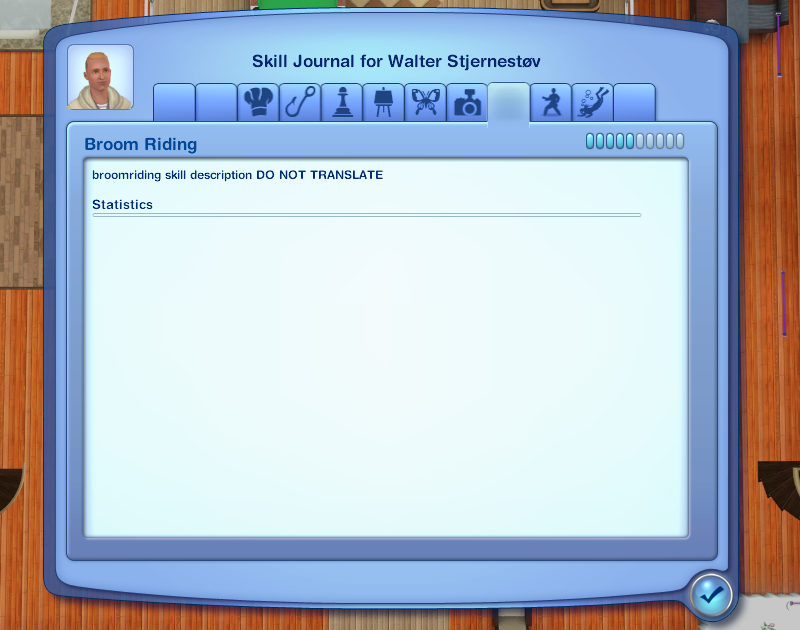 Skill Journal for Walter Stjernestøv
Broom Riding
broomriding skill description DO NOT TRANSLATE
Statistics